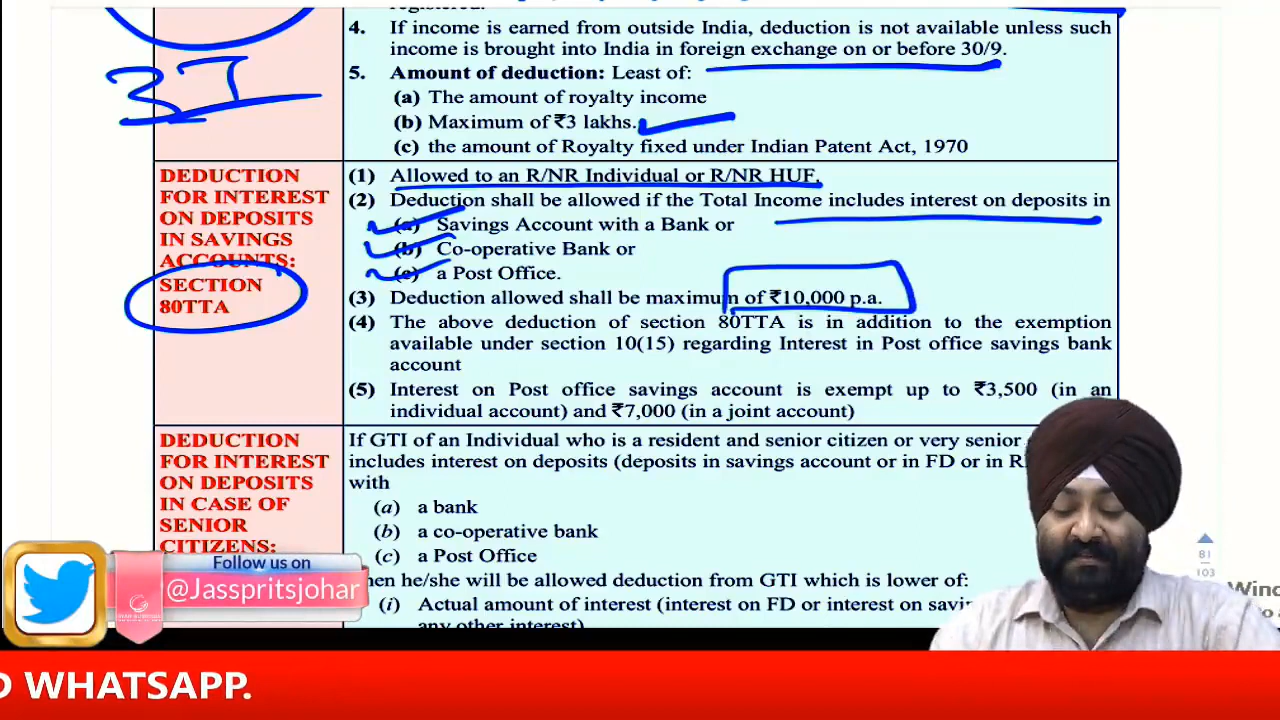 registered.
4. If income is earned from outside India, deduction is not available unless such
income is brought into India in foreign exchange on or before 30/9.
5. Amount of deduction: Least of:
(a) The amount of royalty income
(b) Maximum of ₹3 lakhs.
(c) the amount of Royalty fixed under Indian Patent Act, 1970
DEDUCTION
FOR INTEREST
ON DEPOSITS
IN SAVINGS
ACCOUNTS:
SECTION
80TTA
(1) Allowed to an R/NR Individual or R/NR HUF.
(2) Deduction shall be allowed if the Total Income includes interest on deposits in
(a) Savings Account with a Bank or
(b) Co-operative Bank or
(c) a Post Office.
(3) Deduction allowed shall be maximum of ₹10,000 p.a.
(4) The above deduction of section 80TTA is in addition to the exemption
available under section 10(15) regarding Interest in Post office savings bank
account
(5) Interest on Post office savings account is exempt up to ₹3,500 (in an
individual account) and ₹7,000 (in a joint account)
DEDUCTION
FOR INTEREST
ON DEPOSITS
IN CASE OF
SENIOR
CITIZENS:
If GTI of an Individual who is a resident and senior citizen or very senior
includes interest on deposits (deposits in savings account or in FD or in
with
(a) a bank
(b) a co-operative bank
(c) a Post Office
he/she will be allowed deduction from GTI which is lower of:
(i) Actual amount of interest (interest on FD or interest on
any other interest)
81
103
Follow us on
@Jasspritsjohar
WHATSAPP.